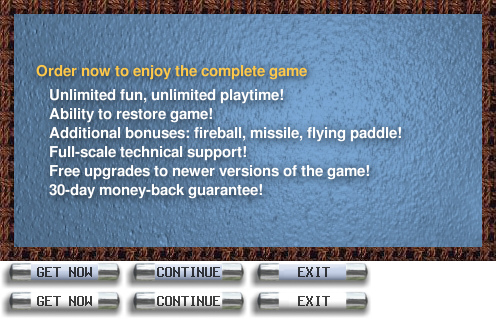 Order now to enjoy the complete game
Unlimited fun, unlimited playtime!
Ability to restore game!
Additional bonuses: fireball, missile, flying paddle!
Full-scale technical support!
Free upgrades to newer versions of the game!
30-day money-back guarantee!
GET NOW CONTINUE EXIT
GET NOW CONTINUE EXIT